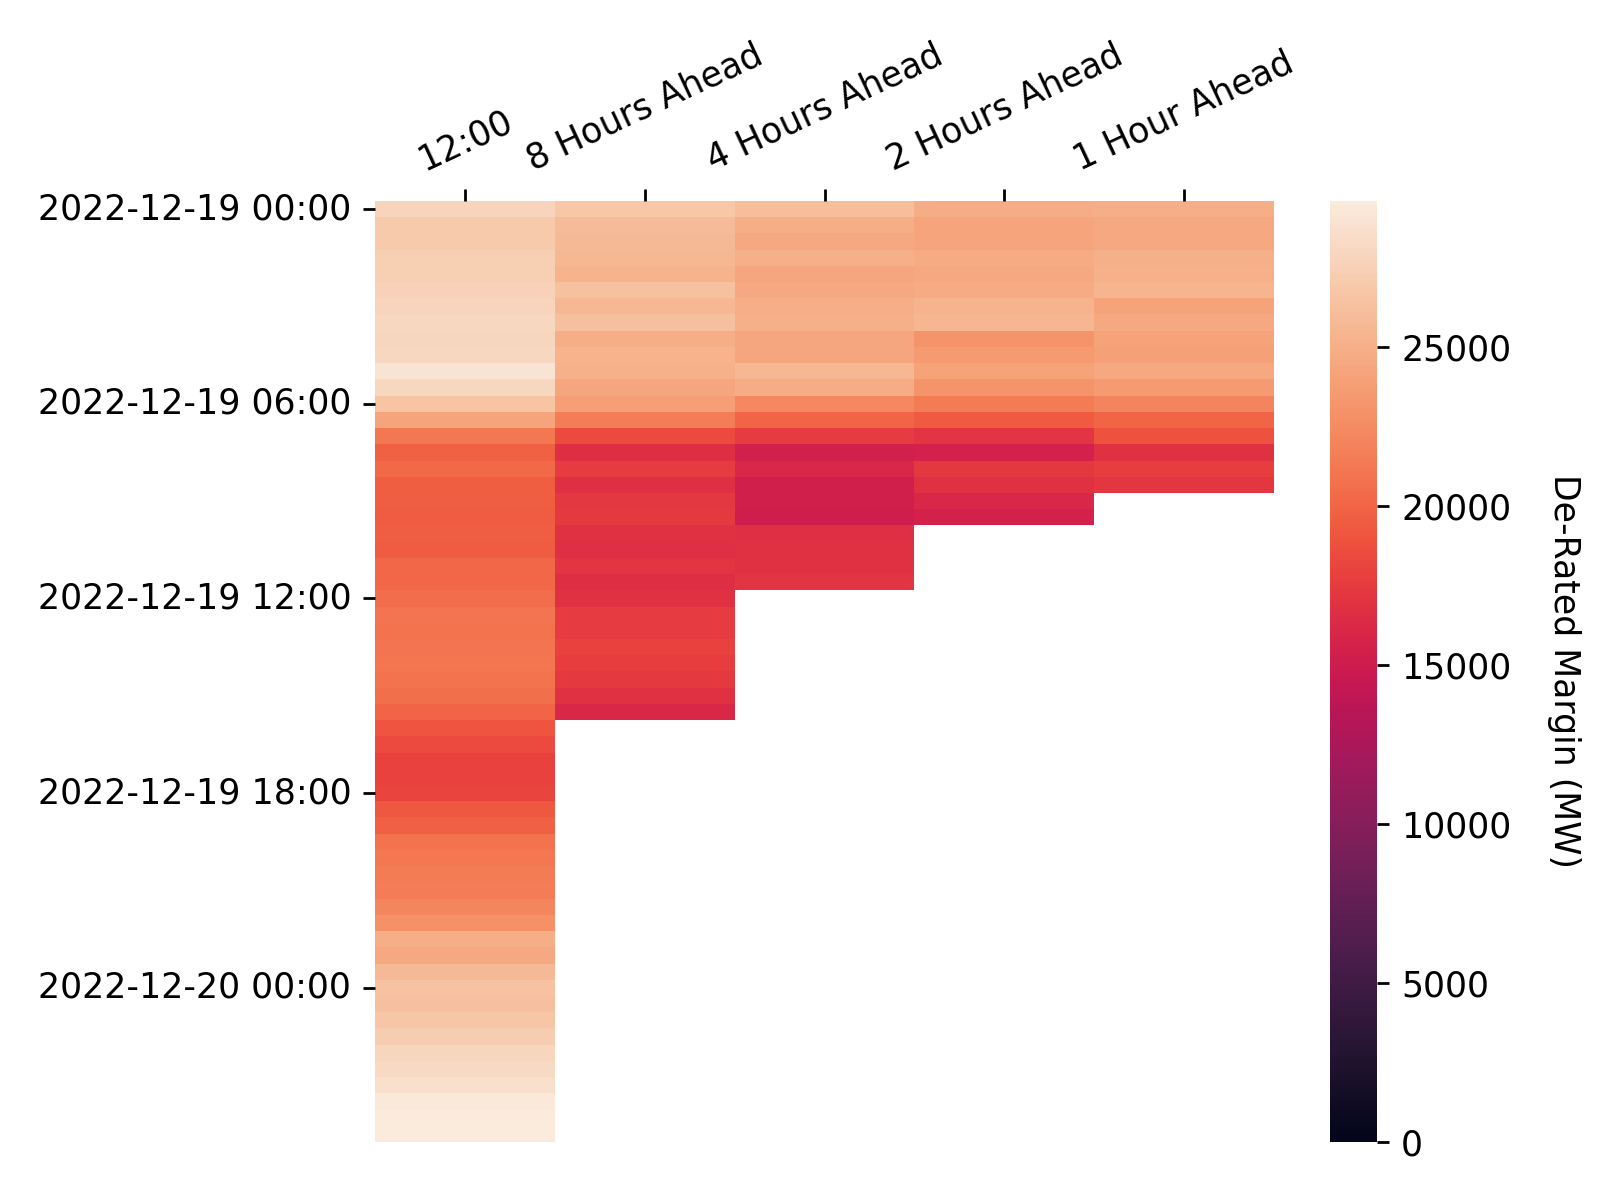 12:00
8 Hours Ahead
4 Hours Ahead
2 Hours Ahead
1 Hour Ahead
2022-12-19 00:00
2022-12-19 06:00
2022-12-19 12:00
2022-12-19 18:00
2022-12-20 00:00
25000
20000
15000
10000
5000
0
De-Rated Margin (MW)